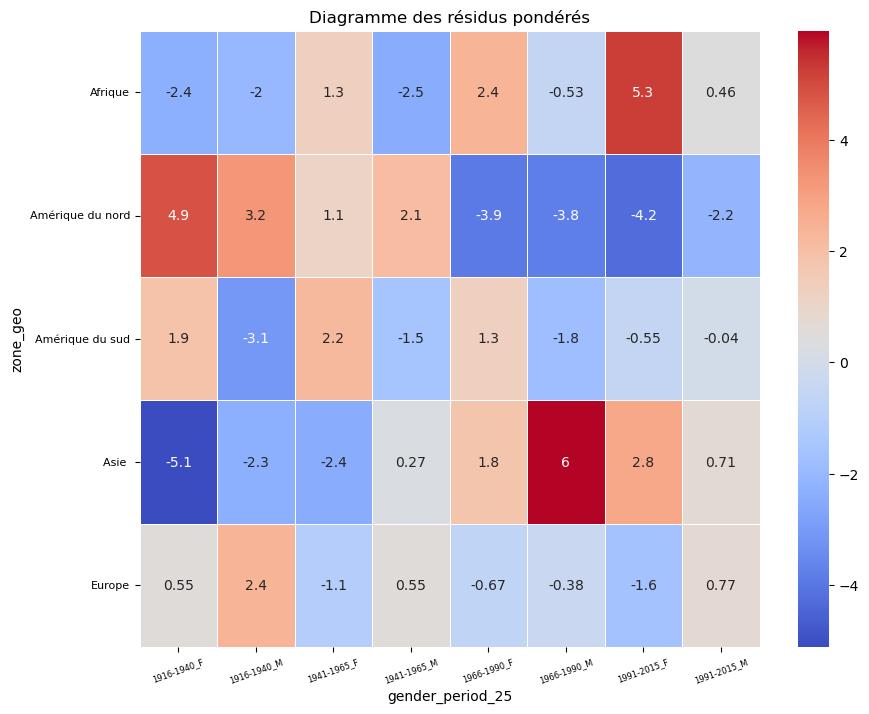 Diagramme des résidus pondérés
zone_geo
Afrique -2.4 -2 1.3 -2.5 2.4 -0.53 5.3 0.46
Amérique du nord 4.9 3.2 1.1 2.1 -3.9 -3.8 -4.2 -2.2
Amérique du sud 1.9 -3.1 2.2 -1.5 1.3 -1.8 -0.55 -0.04
Asie -5.1 -2.3 -2.4 0.27 1.8 6 2.8 0.71
Europe 0.55 2.4 -1.1 0.55 -0.67 -0.38 -1.6 0.77
1916-1940_F 1916-1940_M 1941-1965_F 1941-1965_M 1966-1990_F 1966-1990_M 1991-2015_F 1991-2015_M
gender_period_25
4
2
0
−2
−4